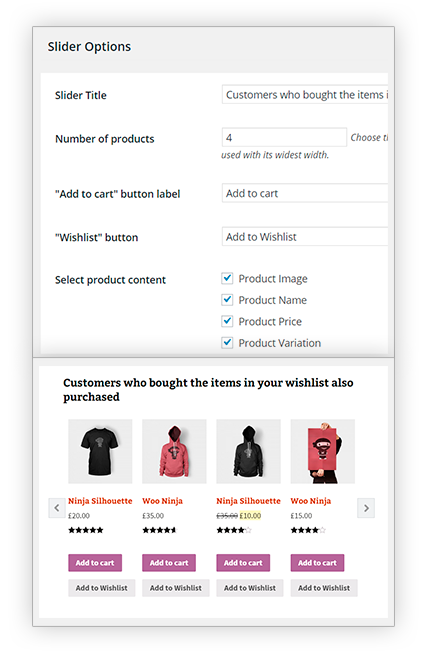 Slider Options
Slider Title
Customers who bought the items i
Number of products
4
Choose th
used with its widest width.
"Add to cart" button label
Add to cart
"Wishlist" button
Add to Wishlist
Select product content
Product Image
Product Name
Product Price
Product Variation
Customers who bought the items in your wishlist also
purchased
Ninja Silhouette Woo Ninja Ninja Silhouette Woo Ninja
£20.00 £35.00 £35.00 £10.00 £15.00
Add to cart Add to cart Add to cart Add to cart
Add to Wishlist Add to Wishlist Add to Wishlist Add to Wishlist